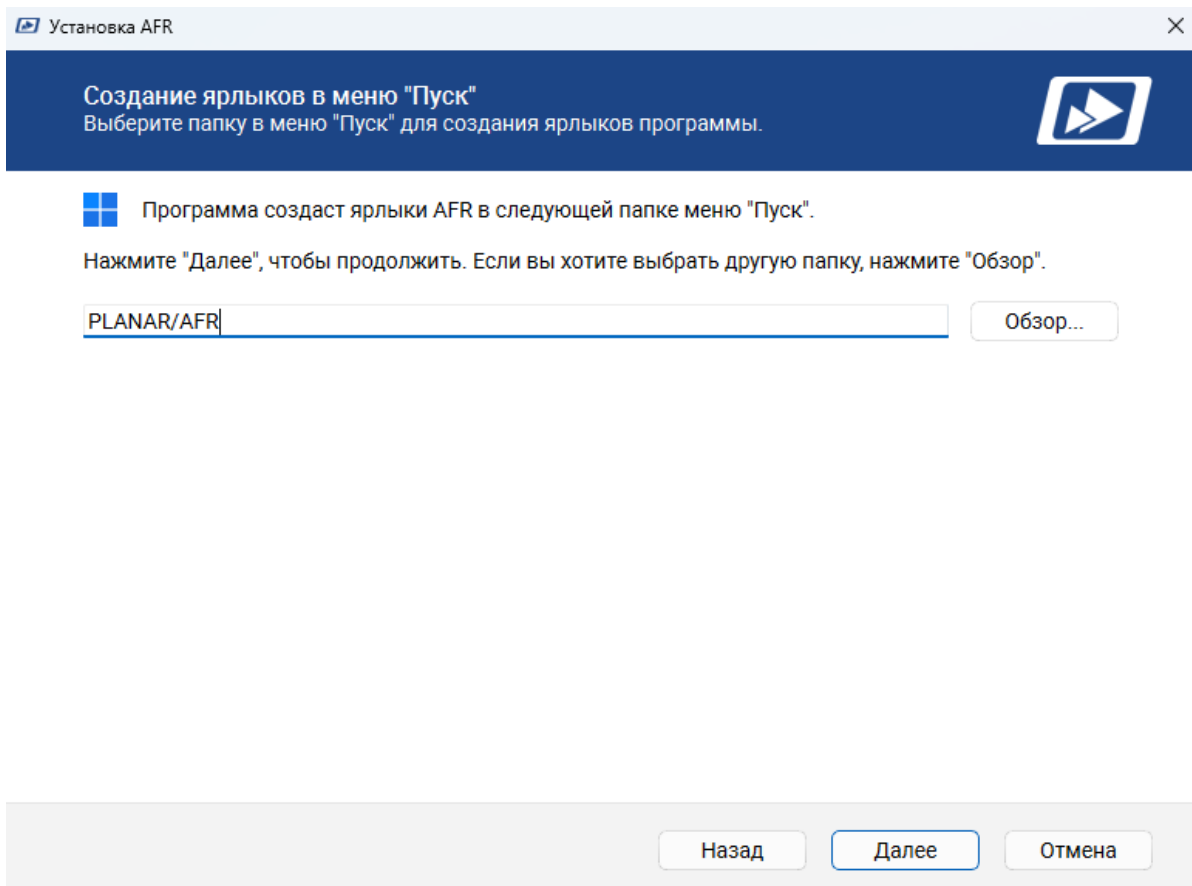 Установка AFR
Создание ярлыков в меню "Пуск"
Выберите папку в меню "Пуск" для создания ярлыков программы.
Программа создаст ярлыки AFR в следующей папке меню "Пуск".
Нажмите "Далее", чтобы продолжить. Если вы хотите выбрать другую папку, нажмите "Обзор".
PLANAR/AFR
Обзор...
Назад
Далее
Отмена